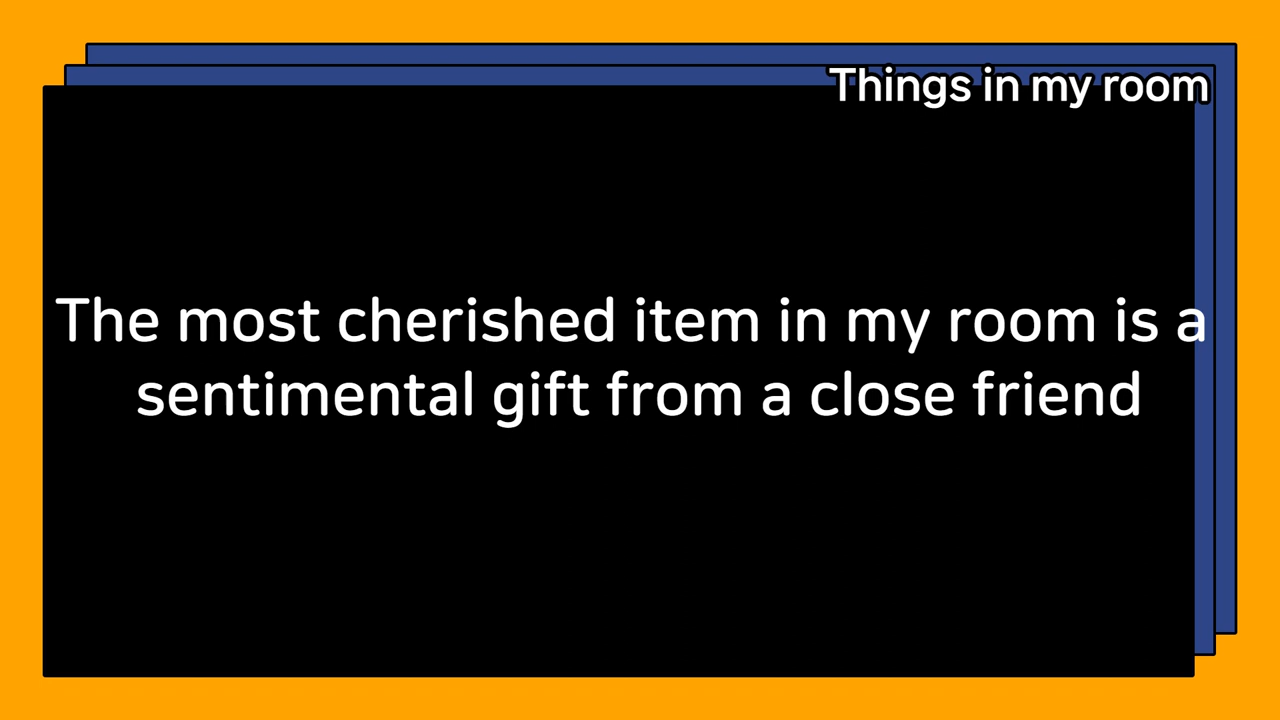 Things in my room
The most cherished item in my room is a
sentimental gift from a close friend